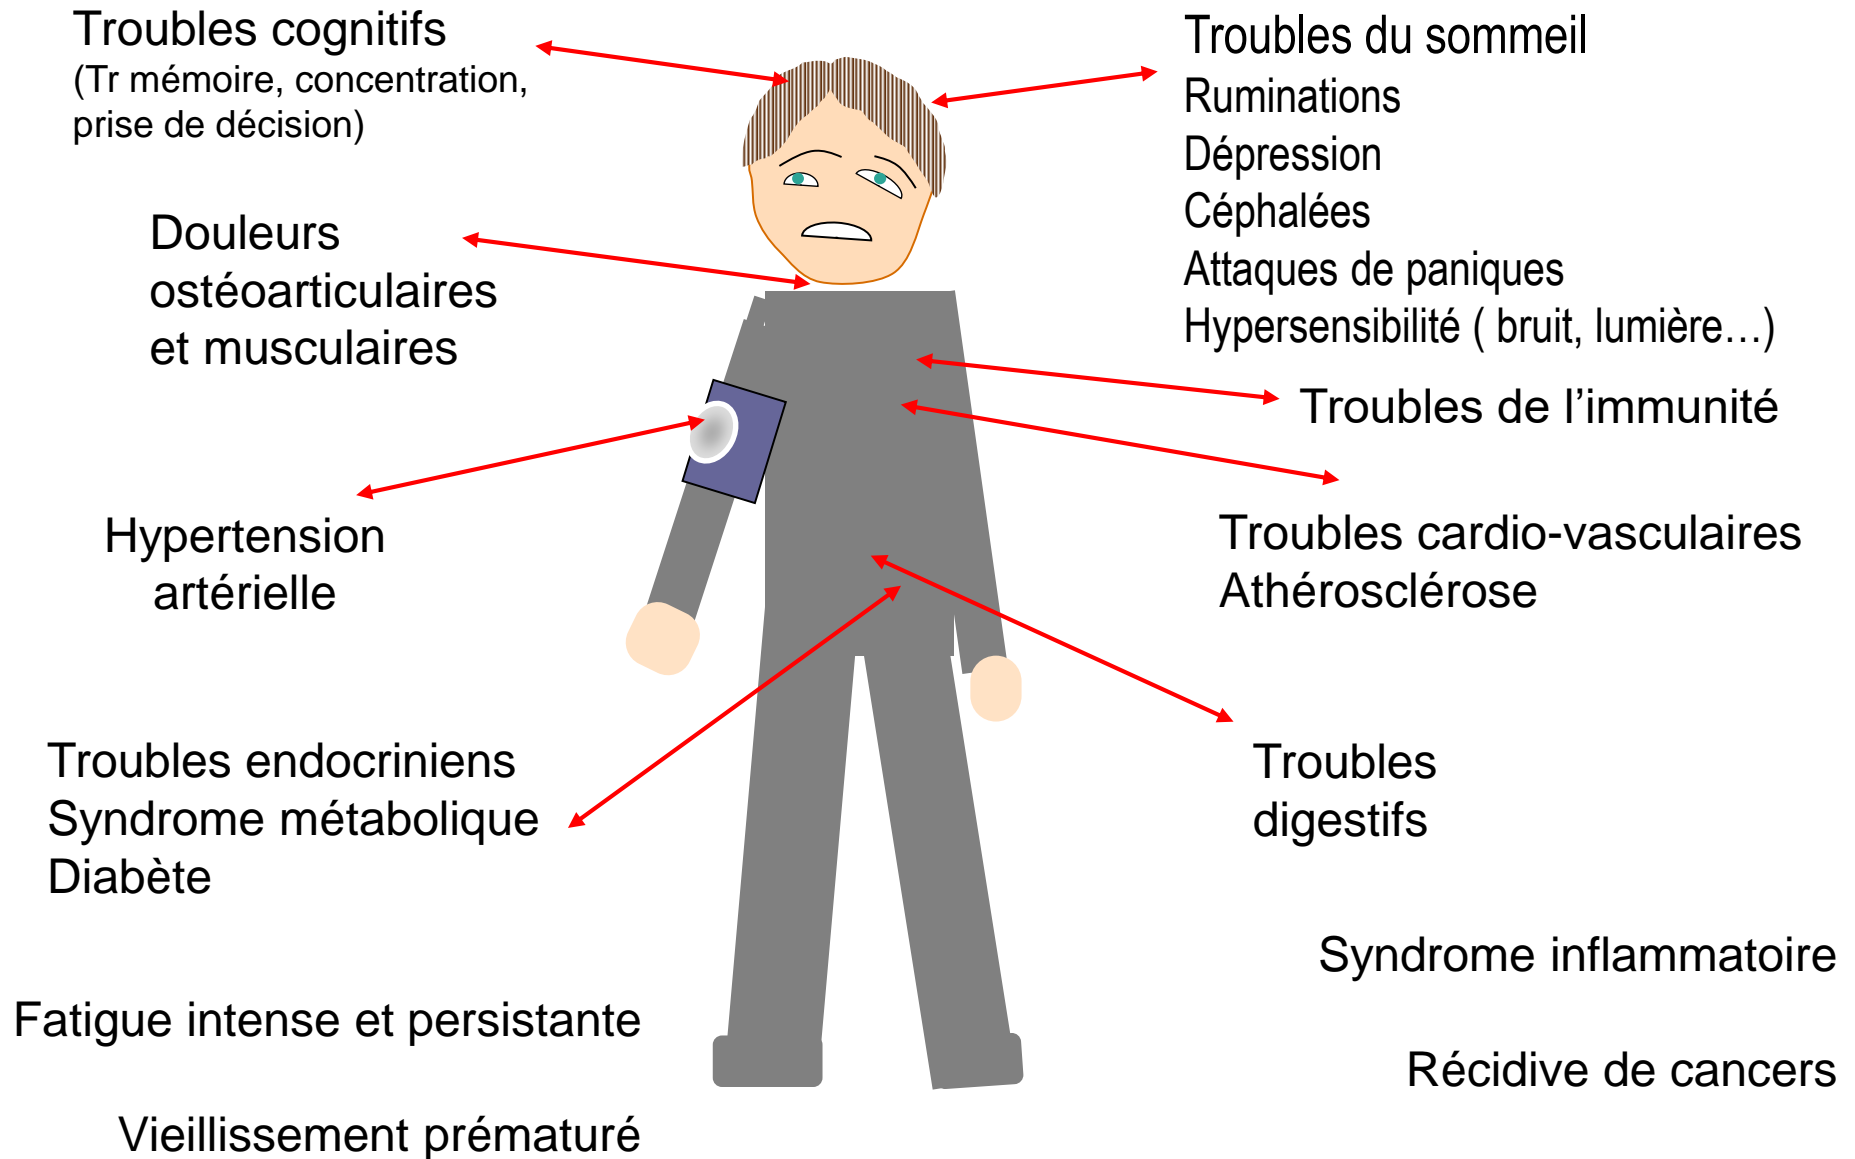 Troubles cognitifs
(Tr mémoire, concentration,
prise de décision)
Douleurs
ostéoarticulaires
et musculaires
Hypertension
artérielle
Troubles endocriniens
Syndrome métabolique
Diabète
Fatigue intense et persistante
Vieillissement prématuré
Troubles du sommeil
Ruminations
Dépression
Céphalées
Attaques de paniques
Hypersensibilité ( bruit, lumière…)
Troubles de l’immunité
Troubles cardio-vasculaires
Athérosclérose
Troubles
digestifs
Syndrome inflammatoire
Récidive de cancers